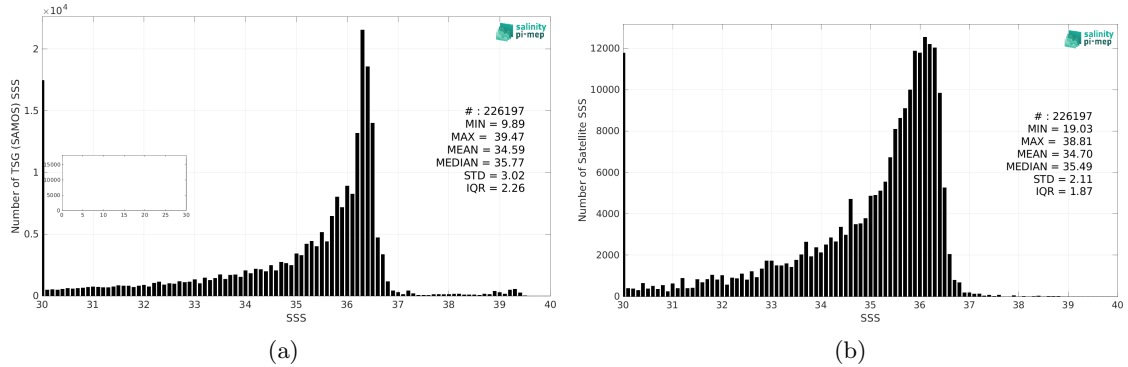 ×10⁴
2
1.5
1
0.5
0
Number of TSG (SAMOS) SSS
salinity
pi-mep
# : 226197
MIN = 9.89
MAX = 39.47
MEAN = 34.59
MEDIAN = 35.77
STD = 3.02
IQR = 2.26
15000
10000
5000
0
0 5 10 15 20 25 30
30 31 32 33 34 35 36 37 38 39 40
SSS
(a)
12000
10000
8000
6000
4000
2000
0
Number of Satellite SSS
salinity
pi-mep
# : 226197
MIN = 19.03
MAX = 38.81
MEAN = 34.70
MEDIAN = 35.49
STD = 2.11
IQR = 1.87
30 31 32 33 34 35 36 37 38 39 40
SSS
(b)